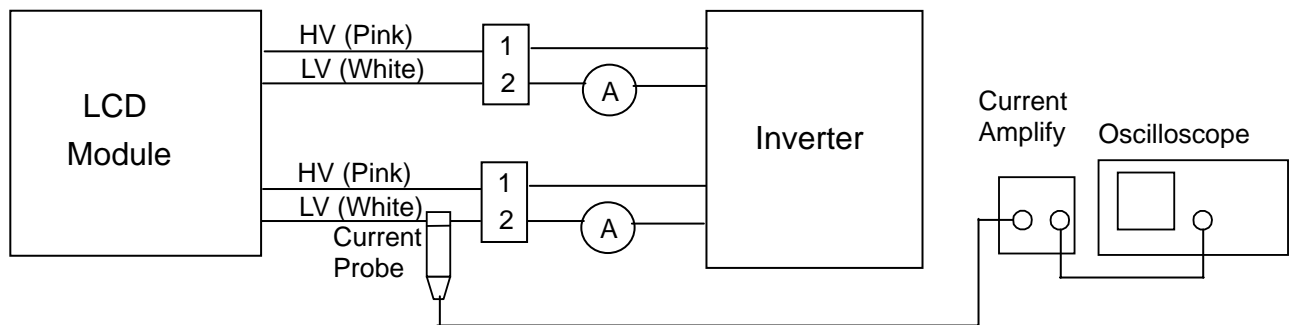 HV (Pink)
1
LV (White)
2
A
LCD
Module
HV (Pink)
1
LV (White)
2
A
Current
Probe
Inverter
Current
Amplify
Oscilloscope